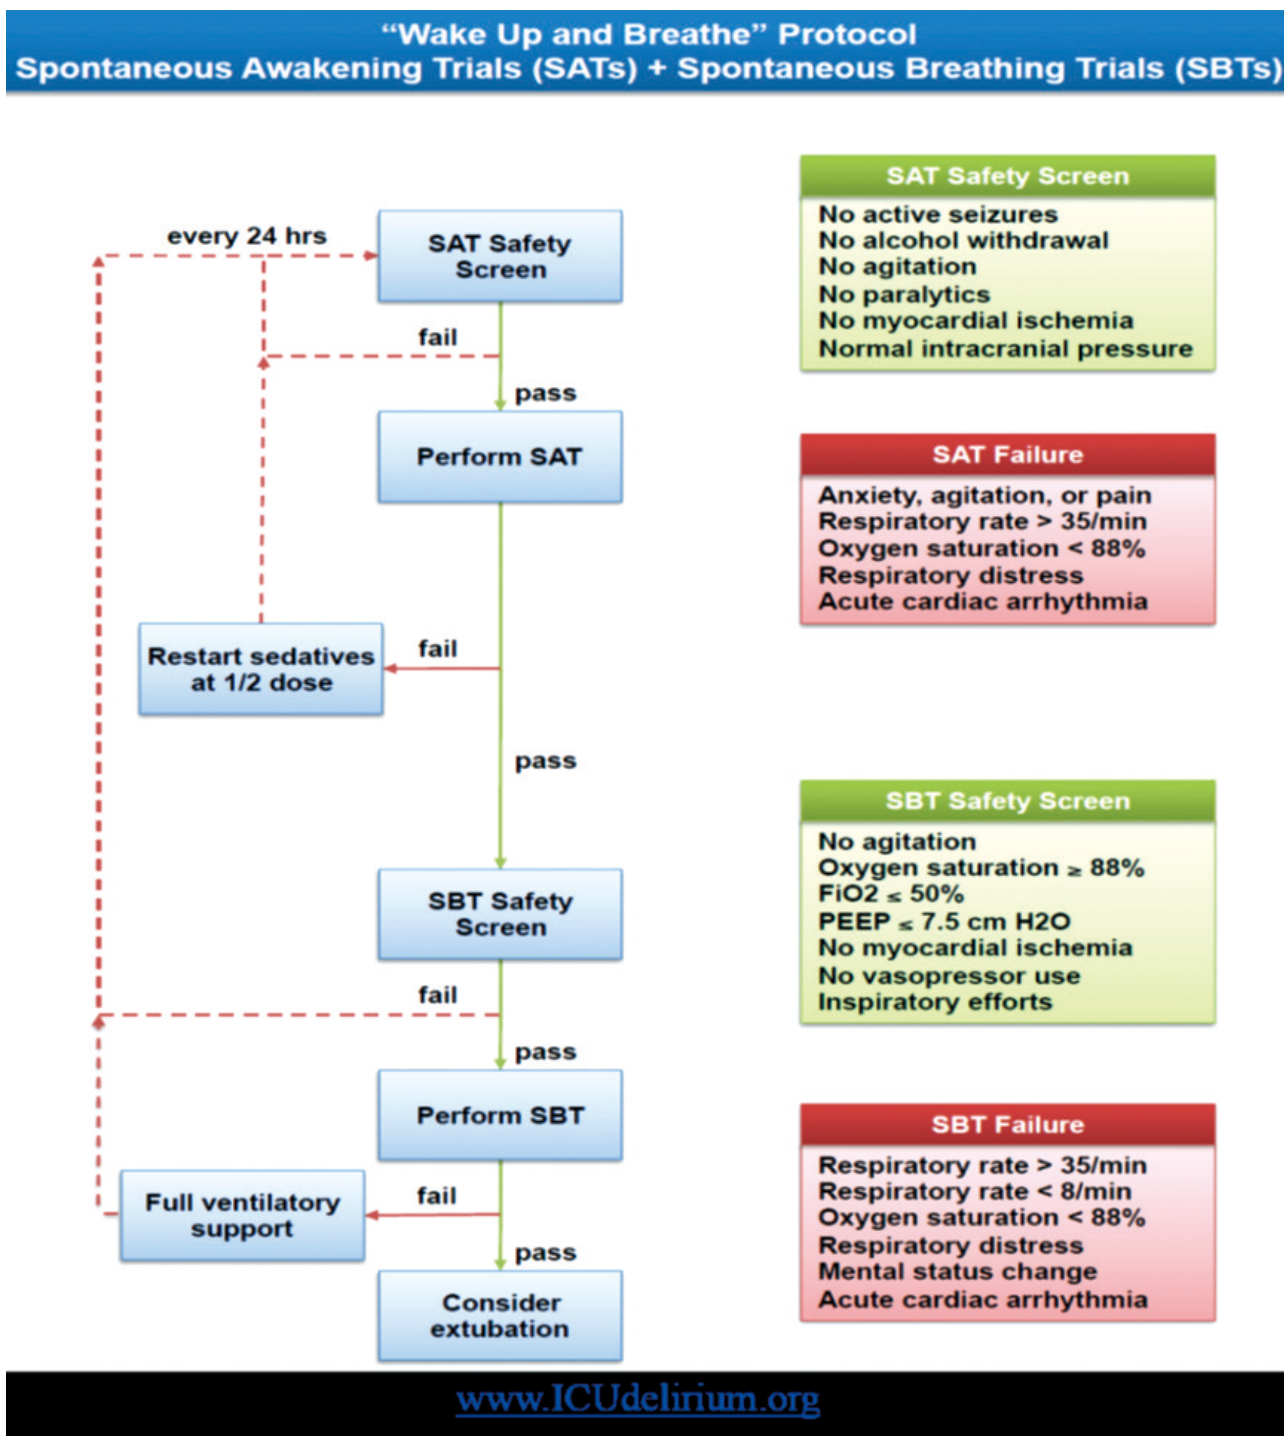 “Wake Up and Breathe” Protocol
Spontaneous Awakening Trials (SATs) + Spontaneous Breathing Trials (SBTs)
every 24 hrs
SAT Safety
Screen
fail
pass
Perform SAT
Restart sedatives
at 1/2 dose
fail
pass
SBT Safety
Screen
fail
pass
Perform SBT
Full ventilatory
support
fail
pass
Consider
extubation
SAT Safety Screen
No active seizures
No alcohol withdrawal
No agitation
No paralytics
No myocardial ischemia
Normal intracranial pressure
SAT Failure
Anxiety, agitation, or pain
Respiratory rate > 35/min
Oxygen saturation < 88%
Respiratory distress
Acute cardiac arrhythmia
SBT Safety Screen
No agitation
Oxygen saturation ≥ 88%
FiO2 ≤ 50%
PEEP ≤ 7.5 cm H2O
No myocardial ischemia
No vasopressor use
Inspiratory efforts
SBT Failure
Respiratory rate > 35/min
Respiratory rate < 8/min
Oxygen saturation < 88%
Respiratory distress
Mental status change
Acute cardiac arrhythmia
www.ICUdelirium.org